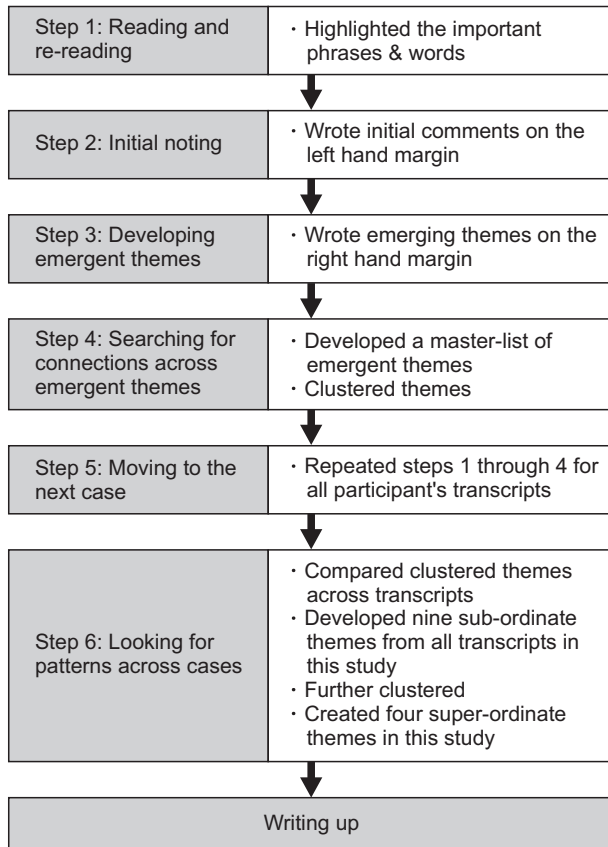 Step 1: Reading and
re-reading
· Highlighted the important
phrases & words
Step 2: Initial noting
· Wrote initial comments on the
left hand margin
Step 3: Developing
emergent themes
· Wrote emerging themes on the
right hand margin
Step 4: Searching for
connections across
emergent themes
· Developed a master-list of
emergent themes
· Clustered themes
Step 5: Moving to the
next case
· Repeated steps 1 through 4 for
all participant's transcripts
Step 6: Looking for
patterns across cases
· Compared clustered themes
across transcripts
· Developed nine sub-ordinate
themes from all transcripts in
this study
· Further clustered
· Created four super-ordinate
themes in this study
Writing up